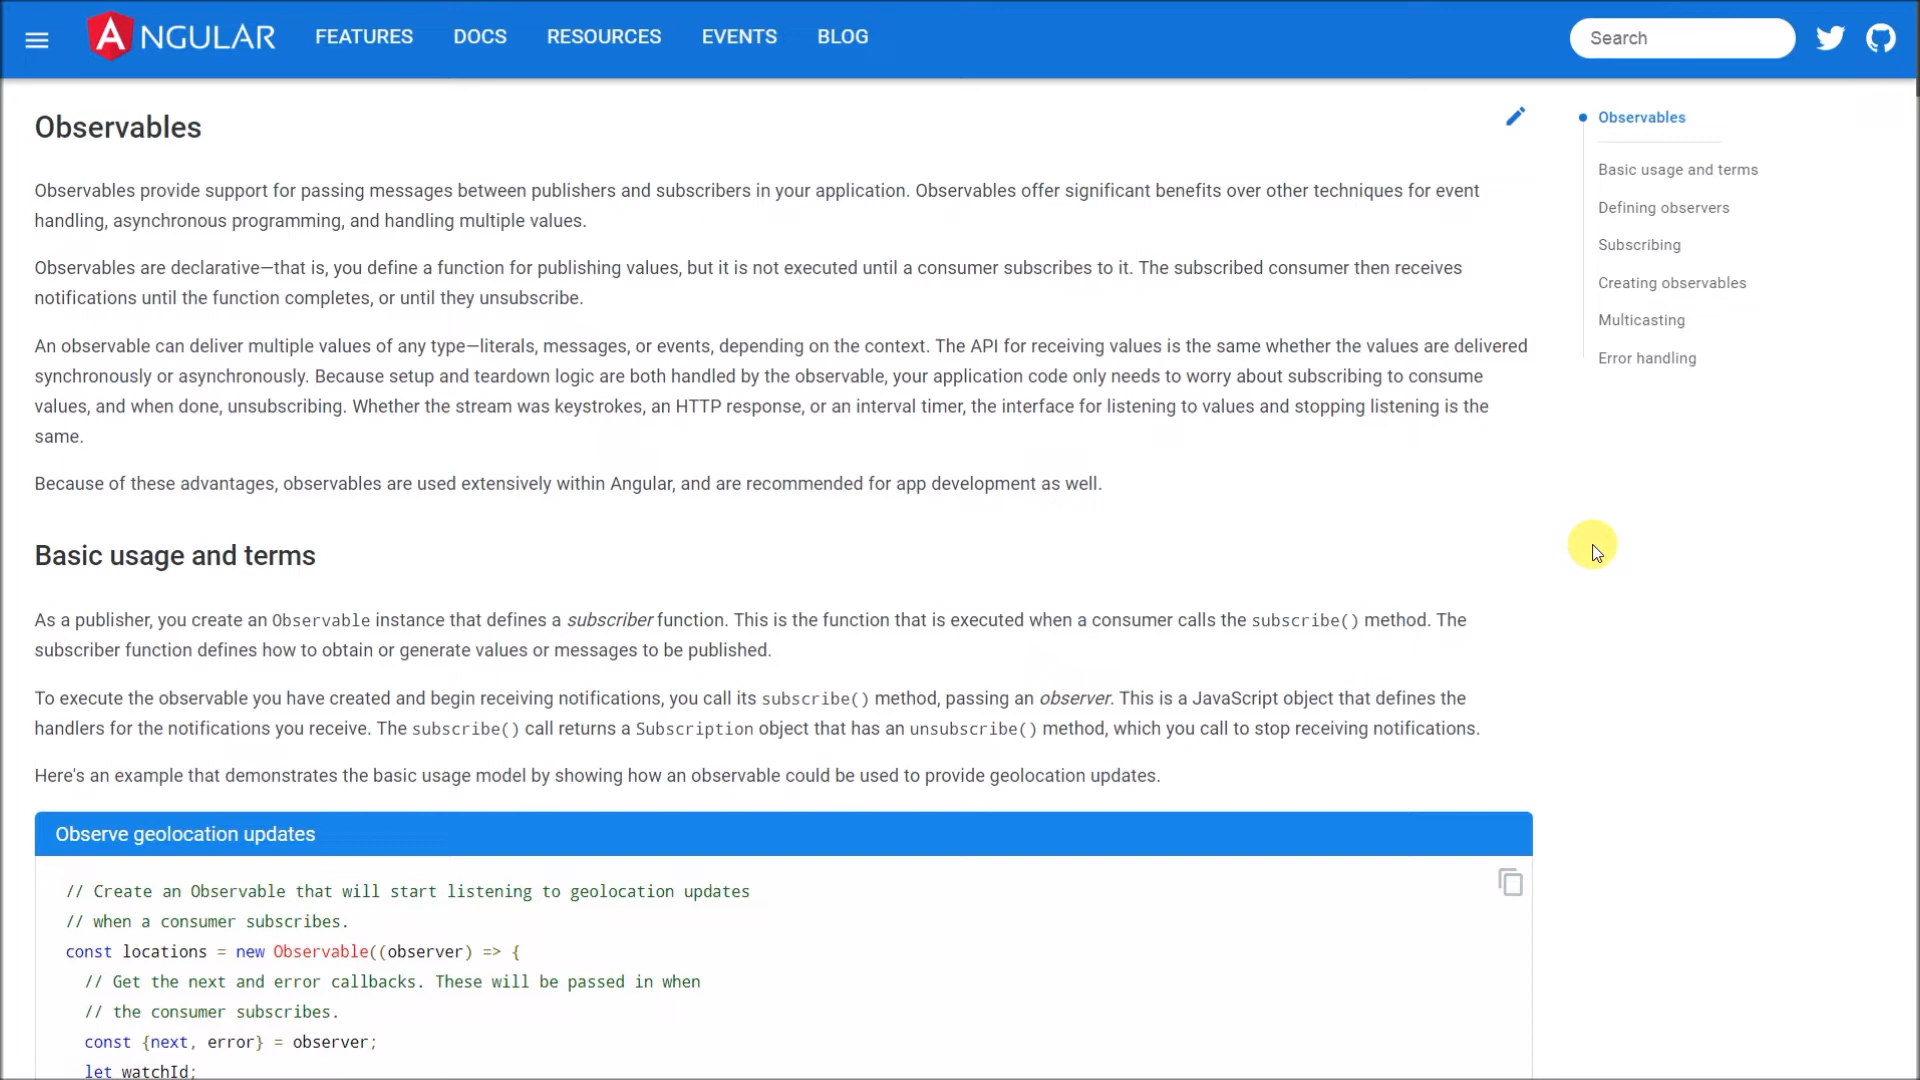 ANGULAR FEATURES DOCS RESOURCES EVENTS BLOG Search
Observables
Observables provide support for passing messages between publishers and subscribers in your application. Observables offer significant benefits over other techniques for event
handling, asynchronous programming, and handling multiple values.
Observables are declarative—that is, you define a function for publishing values, but it is not executed until a consumer subscribes to it. The subscribed consumer then receives
notifications until the function completes, or until they unsubscribe.
An observable can deliver multiple values of any type—literals, messages, or events, depending on the context. The API for receiving values is the same whether the values are delivered
synchronously or asynchronously. Because setup and teardown logic are both handled by the observable, your application code only needs to worry about subscribing to consume
values, and when done, unsubscribing. Whether the stream was keystrokes, an HTTP response, or an interval timer, the interface for listening to values and stopping listening is the
same.
Because of these advantages, observables are used extensively within Angular, and are recommended for app development as well.
Basic usage and terms
As a publisher, you create an Observable instance that defines a subscriber function. This is the function that is executed when a consumer calls the subscribe() method. The
subscriber function defines how to obtain or generate values or messages to be published.
To execute the observable you have created and begin receiving notifications, you call its subscribe() method, passing an observer. This is a JavaScript object that defines the
handlers for the notifications you receive. The subscribe() call returns a Subscription object that has an unsubscribe() method, which you call to stop receiving notifications.
Here's an example that demonstrates the basic usage model by showing how an observable could be used to provide geolocation updates.
Observe geolocation updates
// Create an Observable that will start listening to geolocation updates
// when a consumer subscribes.
const locations = new Observable((observer) => {
// Get the next and error callbacks. These will be passed in when
// the consumer subscribes.
const {next, error} = observer;
let watchId;
Observables
Basic usage and terms
Defining observers
Subscribing
Creating observables
Multicasting
Error handling